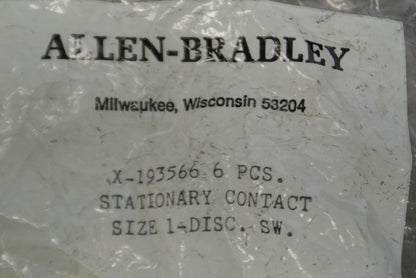 ALLEN-BRADLEY
Milwaukee, Wisconsin 53204
X-193566 6 PCS.
STATIONARY CONTACT
SIZE 1-DISC. SW.